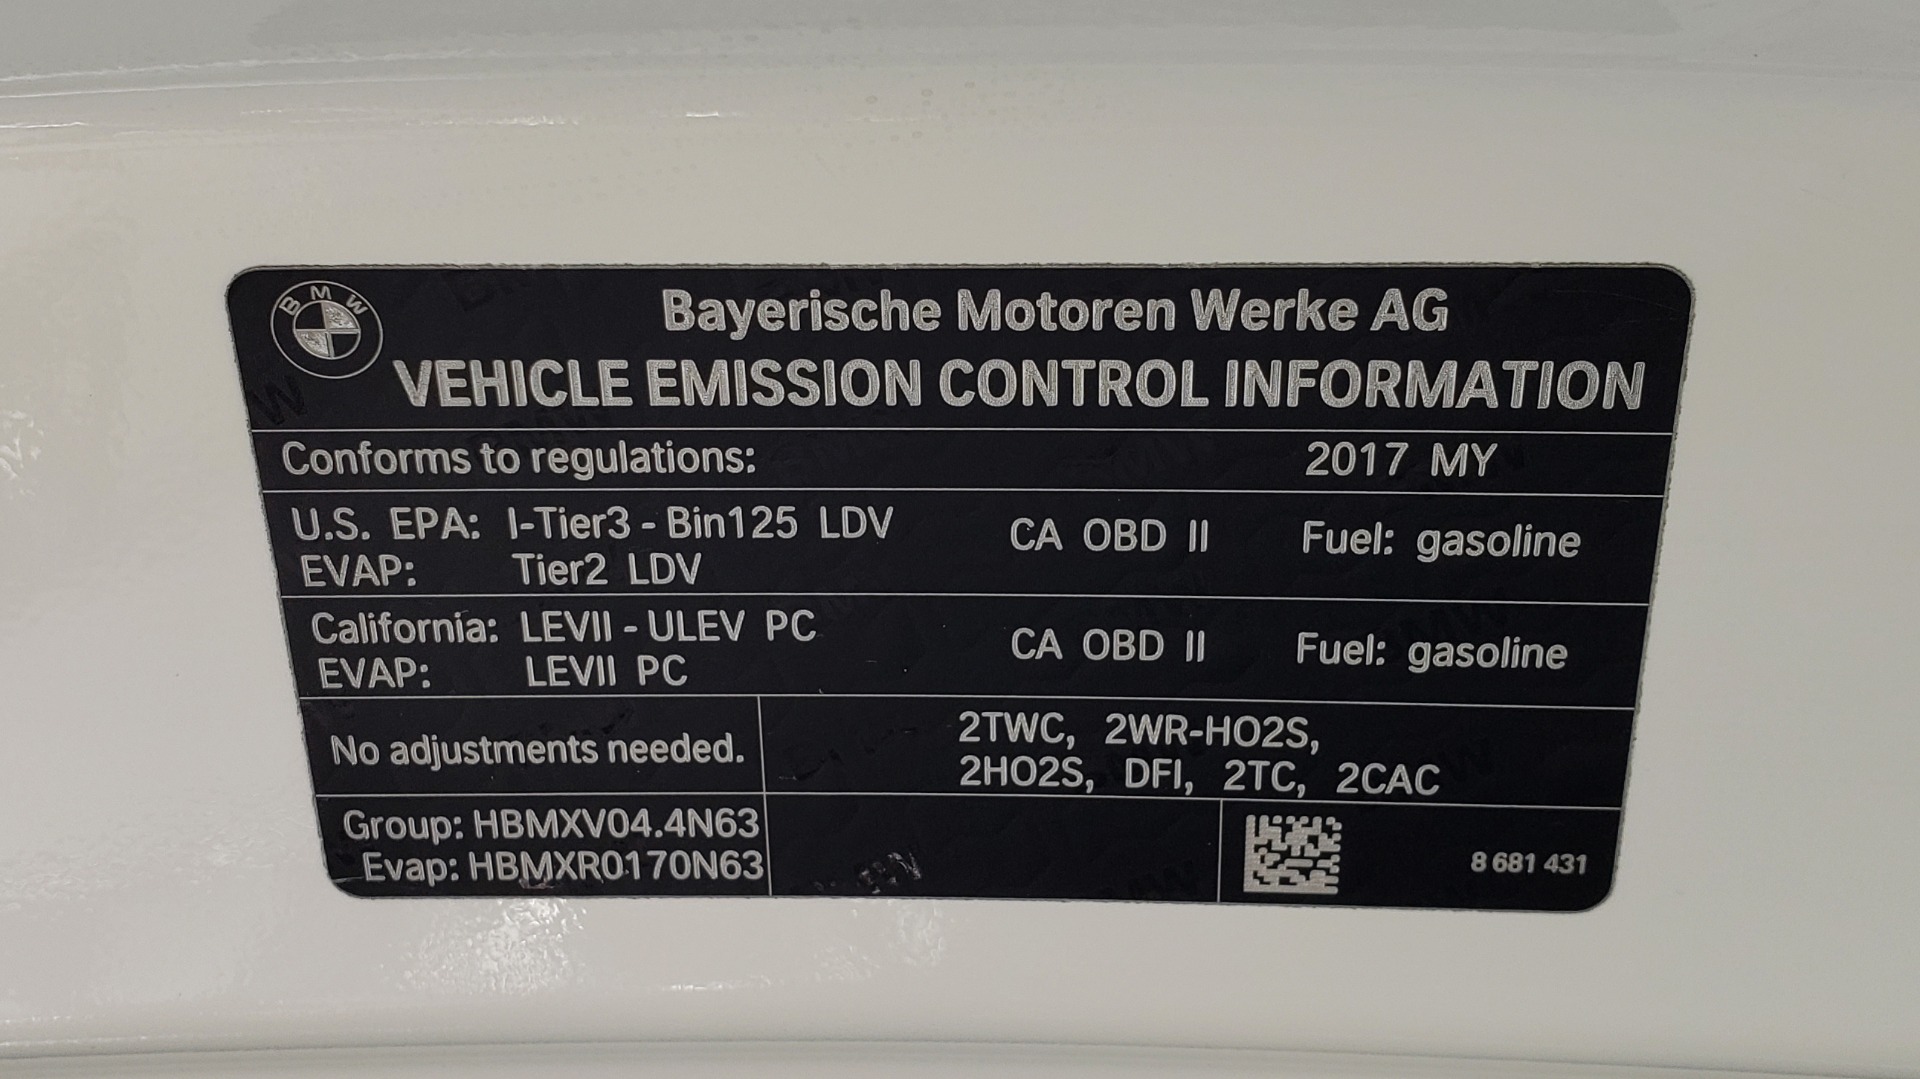 BMW
Bayerische Motoren Werke AG
VEHICLE EMISSION CONTROL INFORMATION
Conforms to regulations: 2017 MY
U.S. EPA: I-Tier3 - Bin125 LDV CA OBD II Fuel: gasoline
EVAP: Tier2 LDV
California: LEVII - ULEV PC CA OBD II Fuel: gasoline
EVAP: LEVII PC
No adjustments needed.
2TWC, 2WR-HO2S,
2HO2S, DFI, 2TC, 2CAC
Group: HBMXV04.4N63
Evap: HBMXR0170N63
8 681 431